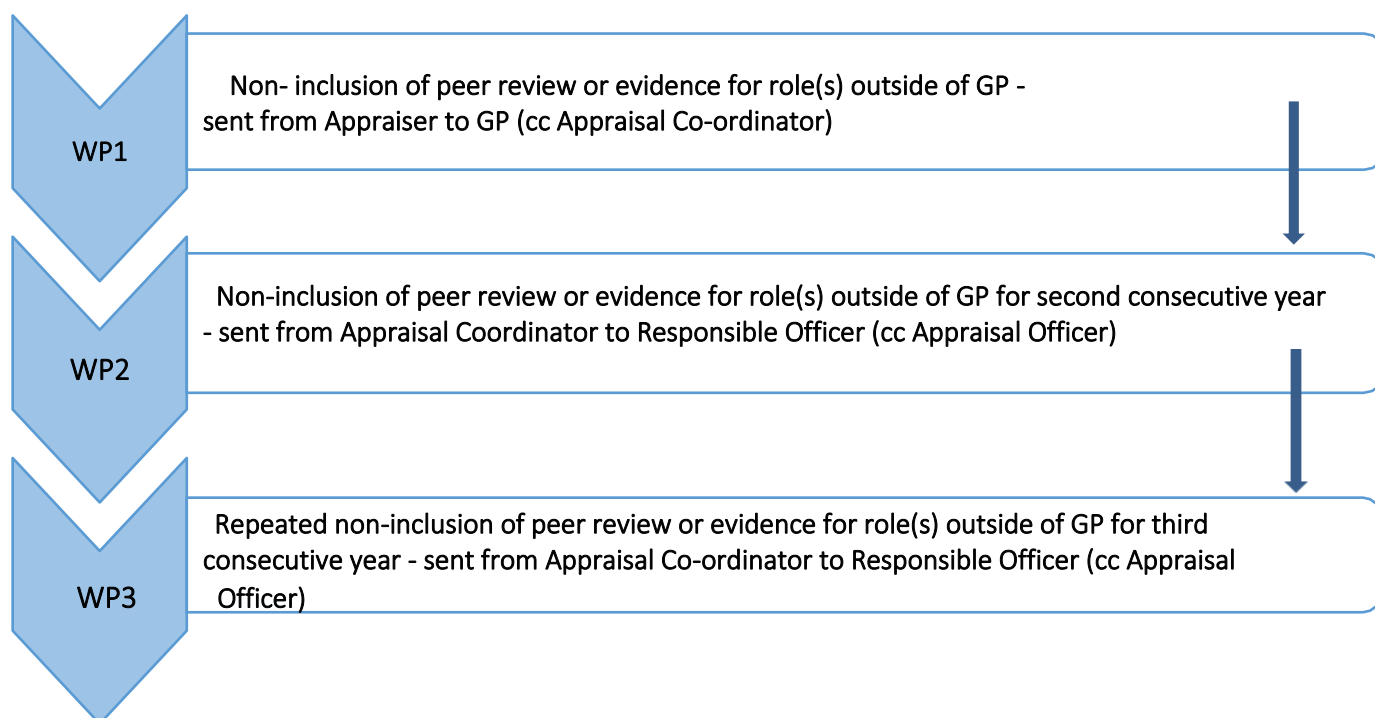 WP1
Non- inclusion of peer review or evidence for role(s) outside of GP -
sent from Appraiser to GP (cc Appraisal Co-ordinator)
WP2
Non-inclusion of peer review or evidence for role(s) outside of GP for second consecutive year
- sent from Appraisal Coordinator to Responsible Officer (cc Appraisal Officer)
WP3
Repeated non-inclusion of peer review or evidence for role(s) outside of GP for third
consecutive year - sent from Appraisal Co-ordinator to Responsible Officer (cc Appraisal
Officer)